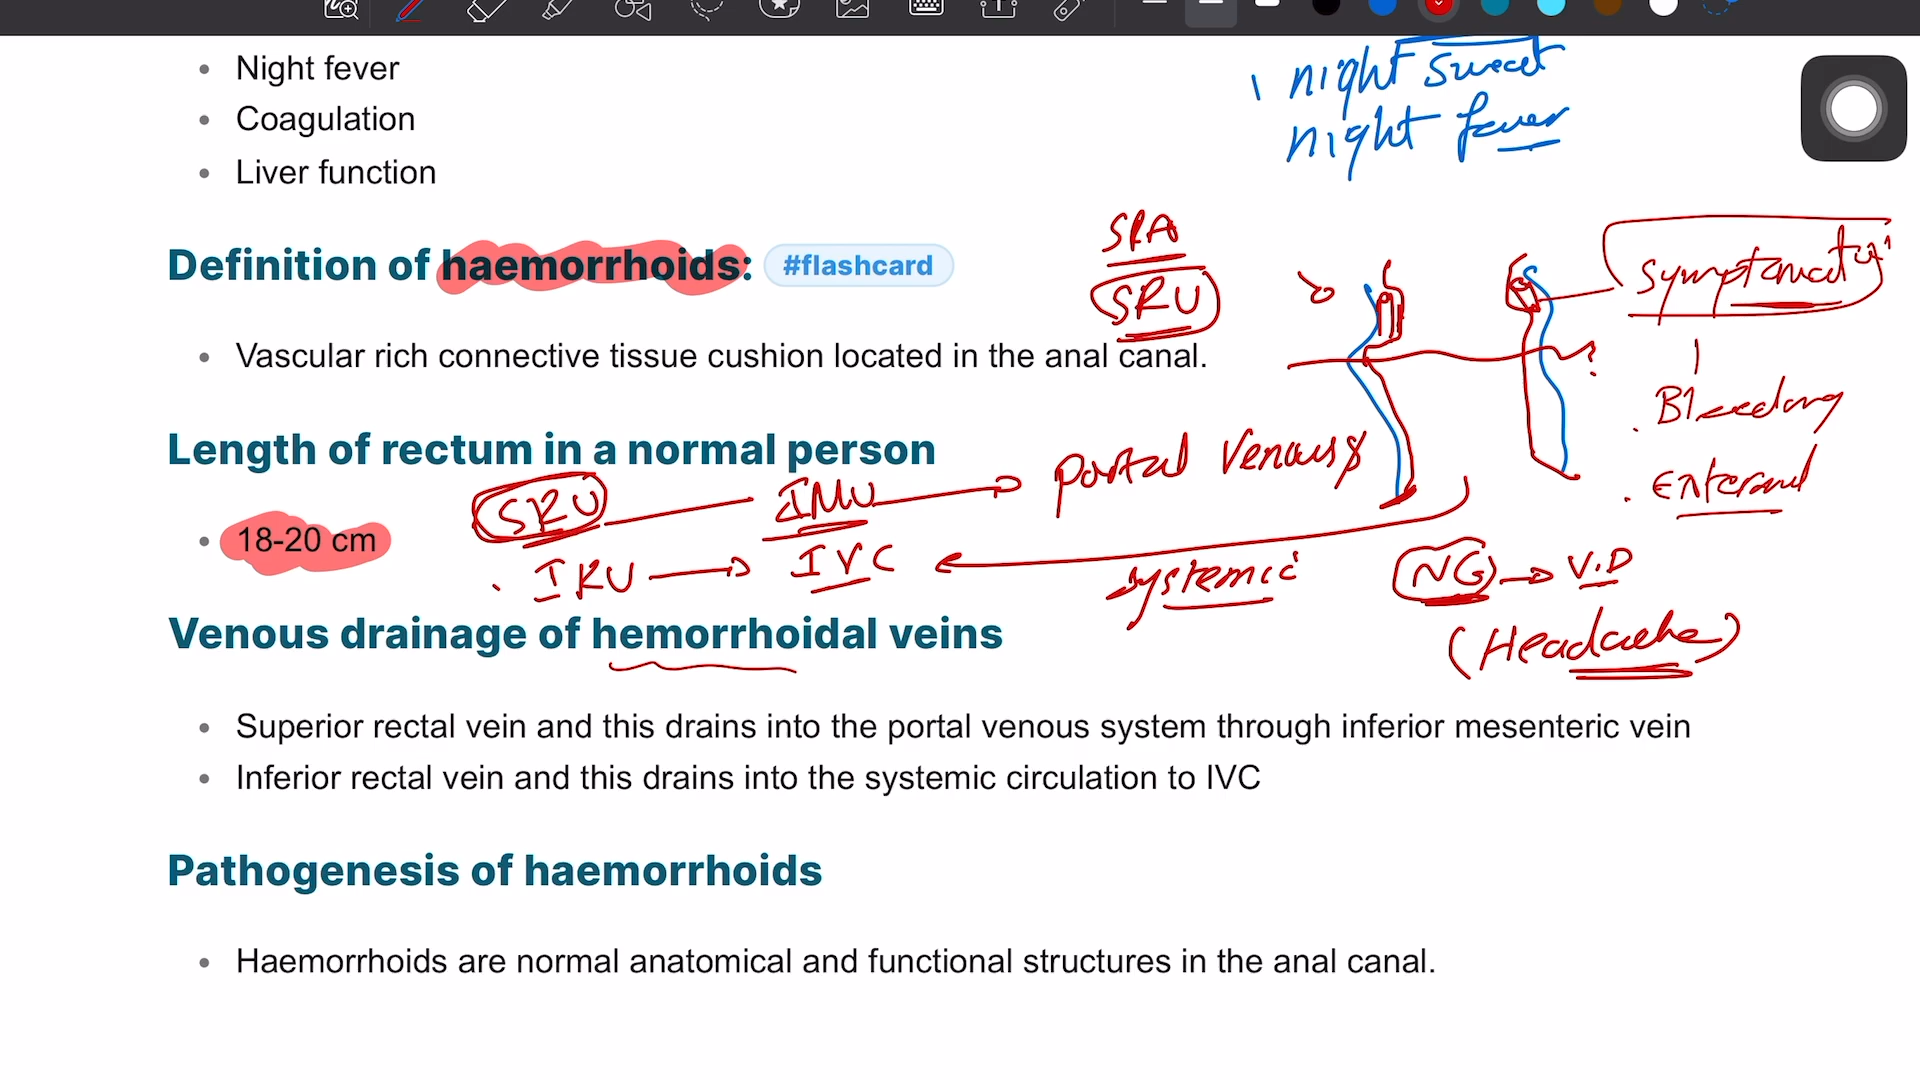 Night fever
Coagulation
Liver function
night sweat
night fever
Definition of haemorrhoids: #flashcard
SRA
SRV
symptomatic
Vascular rich connective tissue cushion located in the anal canal.
Bleeding
External
Length of rectum in a normal person
SRV IMV portal venous s
18-20 cm
IRV IVC systemic
NG V.D
(Headache)
Venous drainage of hemorrhoidal veins
Superior rectal vein and this drains into the portal venous system through inferior mesenteric vein
Inferior rectal vein and this drains into the systemic circulation to IVC
Pathogenesis of haemorrhoids
Haemorrhoids are normal anatomical and functional structures in the anal canal.